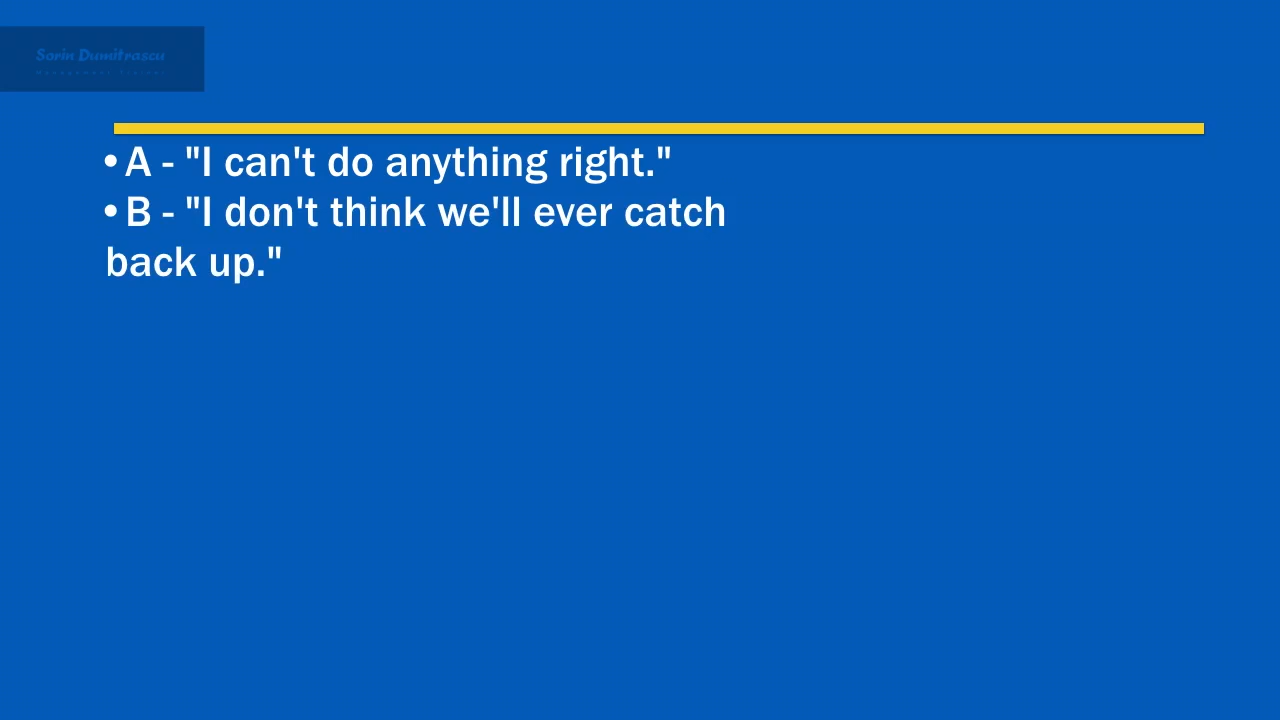 Sorin Dumitrascu
•A - "I can't do anything right."
•B - "I don't think we'll ever catch
back up."